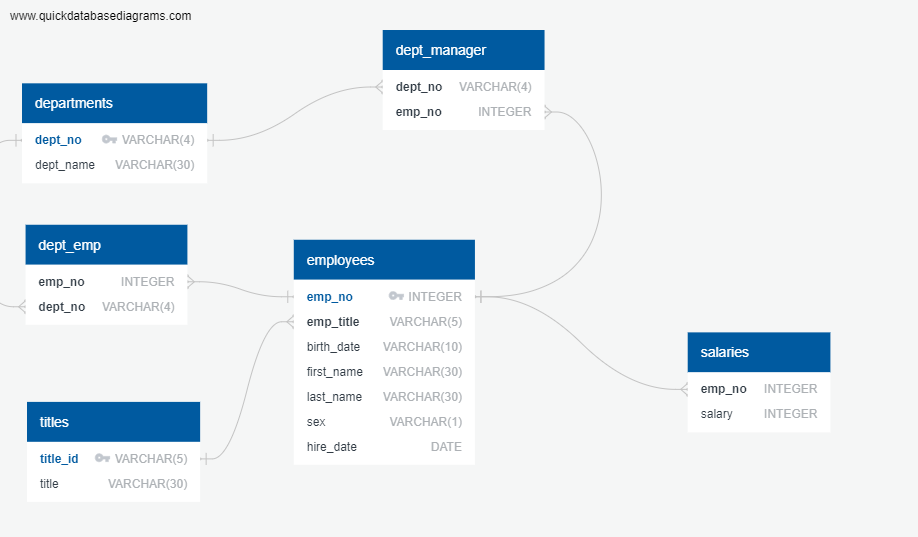 www.quickdatabasediagrams.com
dept_manager
dept_no VARCHAR(4)
emp_no INTEGER
departments
dept_no VARCHAR(4)
dept_name VARCHAR(30)
dept_emp
emp_no INTEGER
dept_no VARCHAR(4)
employees
emp_no INTEGER
emp_title VARCHAR(5)
birth_date VARCHAR(10)
first_name VARCHAR(30)
last_name VARCHAR(30)
sex VARCHAR(1)
hire_date DATE
salaries
emp_no INTEGER
salary INTEGER
titles
title_id VARCHAR(5)
title VARCHAR(30)